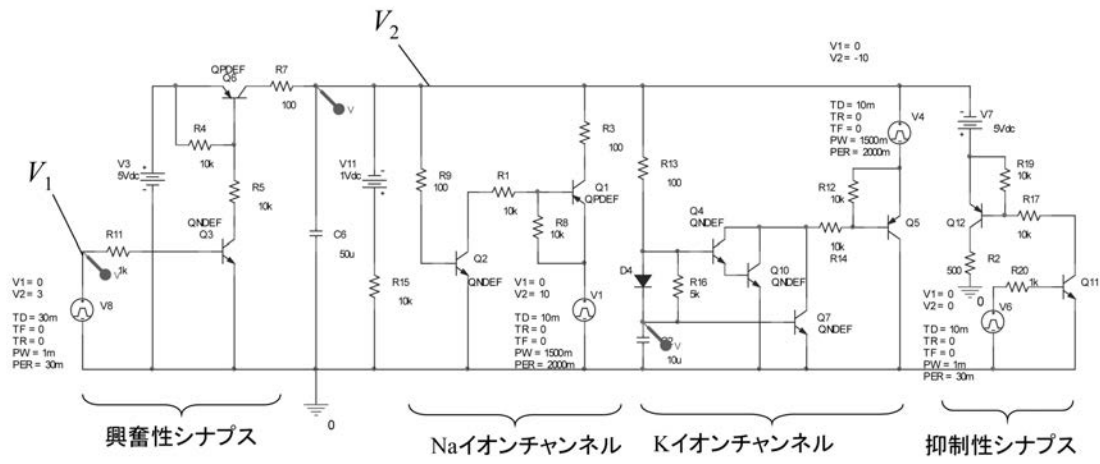 V1
V2
QPDEF
Q6
R7
100
R4
10k
V3
5Vdc
R5
10k
QNDEF
Q3
R11
1k
V
V1 = 0
V2 = 3
V8
TD = 30m
TF = 0
TR = 0
PW = 1m
PER = 30m
興奮性シナプス
V
C6
50u
0
V11
1Vdc
R15
10k
R9
100
R1
10k
Q2
QNDEF
R3
100
Q1
QPDEF
R8
10k
V1 = 0
V2 = 10
V1
TD = 10m
TF = 0
TR = 0
PW = 1500m
PER = 2000m
Naイオンチャンネル
R13
100
D4
R16
5k
V
10u
Q4
QNDEF
Q10
QNDEF
Q7
QNDEF
V1 = 0
V2 = -10
TD = 10m
TR = 0
TF = 0
PW = 1500m
PER = 2000m
V4
R12
10k
10k
R14
Q5
Kイオンチャンネル
V7
5Vdc
R19
10k
R17
10k
Q12
R2
500
0
R20
1k
Q11
V6
V1 = 0
V2 = 0
TD = 10m
TF = 0
TR = 0
PW = 1m
PER = 30m
抑制性シナプス